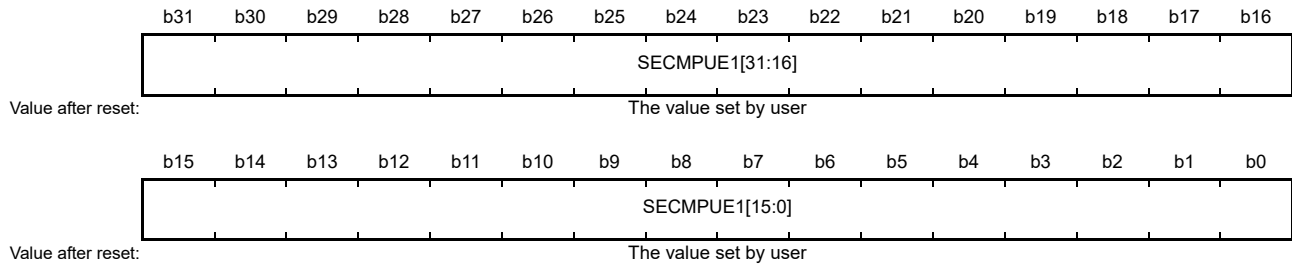 b31 b30 b29 b28 b27 b26 b25 b24 b23 b22 b21 b20 b19 b18 b17 b16
SECMPUE1[31:16]
Value after reset: The value set by user
b15 b14 b13 b12 b11 b10 b9 b8 b7 b6 b5 b4 b3 b2 b1 b0
SECMPUE1[15:0]
Value after reset: The value set by user